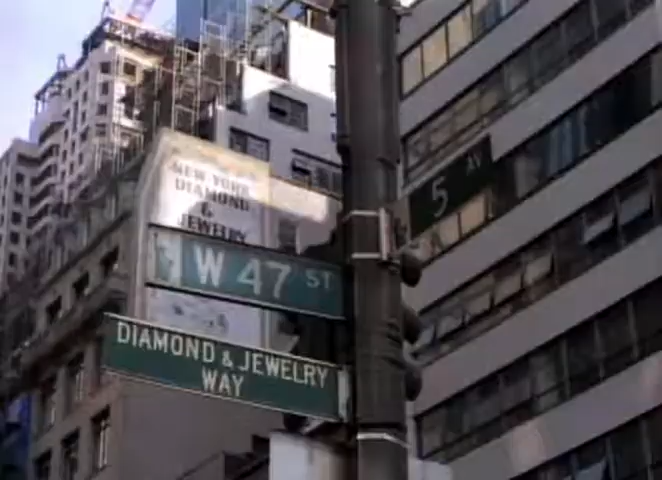 NEW YORK
DIAMOND
&
JEWELRY
W 47 ST
5 AV
DIAMOND & JEWELRY
WAY